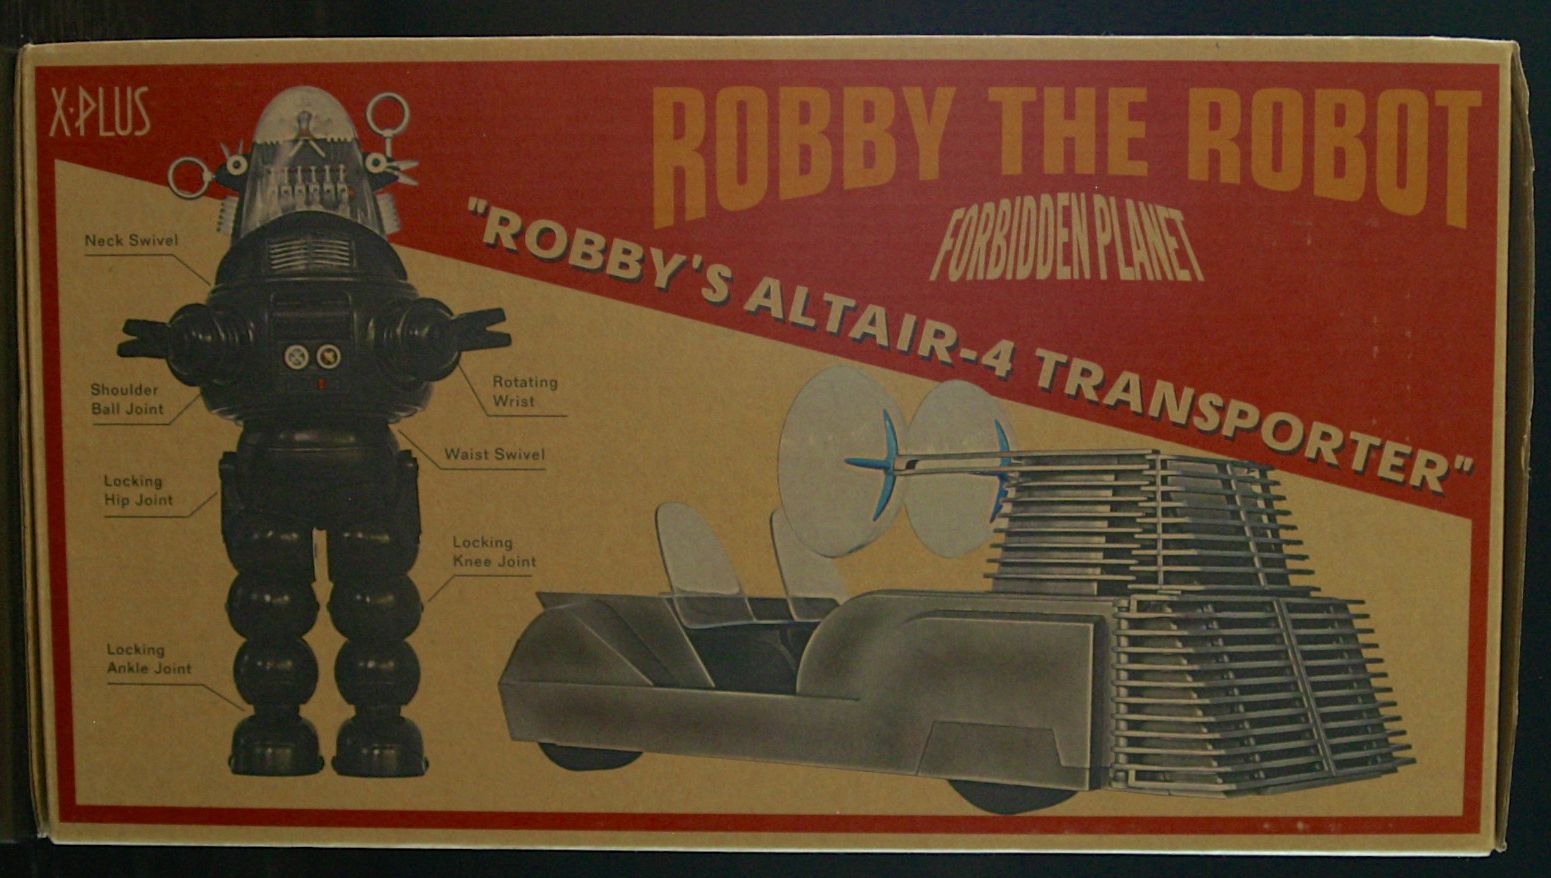 X-PLUS
ROBBY THE ROBOT
FORBIDDEN PLANET
"ROBBY'S ALTAIR-4 TRANSPORTER"
Neck Swivel
Shoulder
Ball Joint
Rotating
Wrist
Waist Swivel
Locking
Hip Joint
Locking
Knee Joint
Locking
Ankle Joint